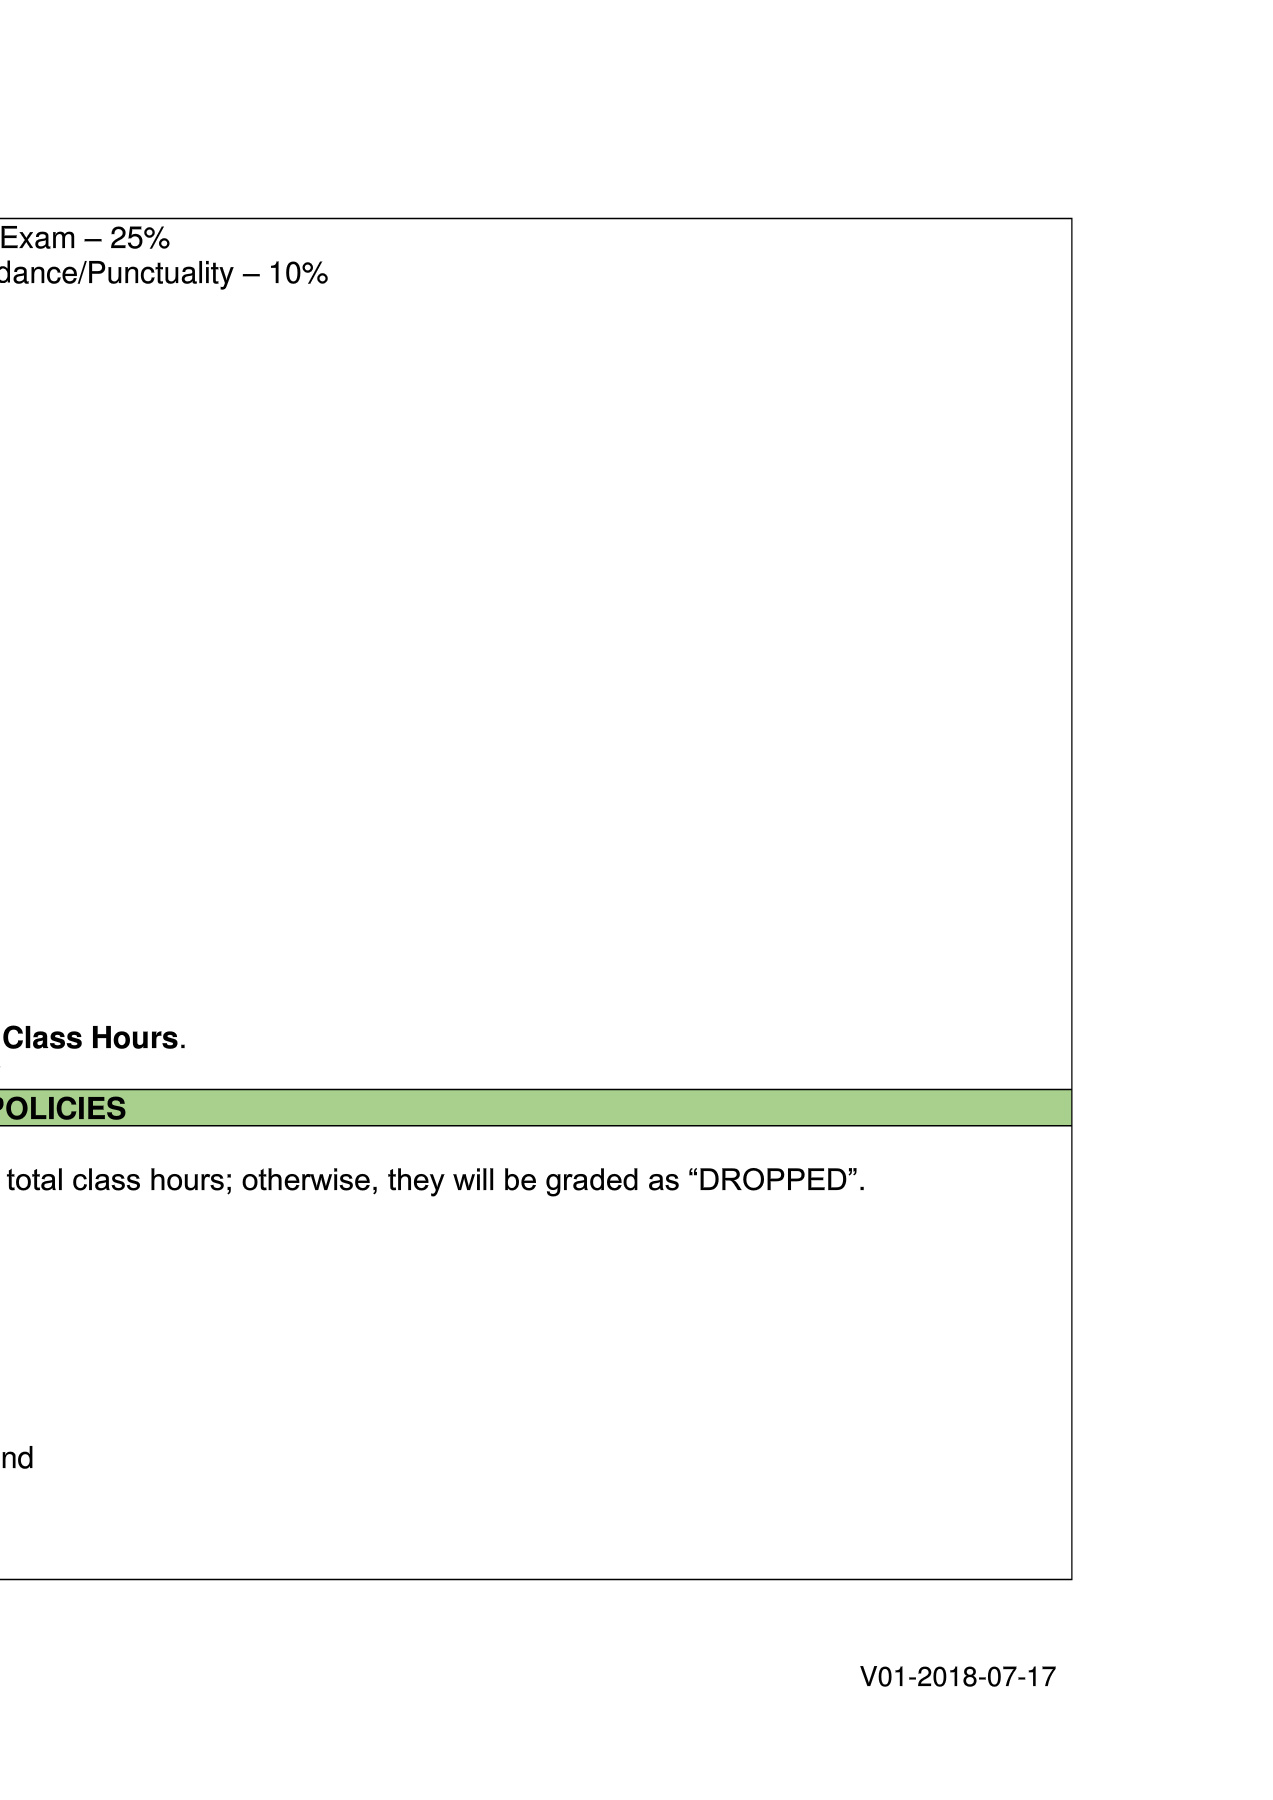 Exam – 25%
dance/Punctuality – 10%
Class Hours.
POLICIES
total class hours; otherwise, they will be graded as “DROPPED”.
nd
V01-2018-07-17